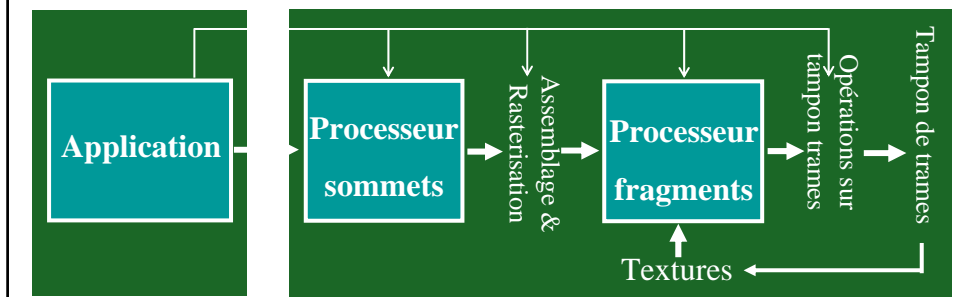 Application
Processeur
sommets
Assemblage &
Rasterisation
Processeur
fragments
Textures
Opérations sur
tampon trames
Tampon de trames